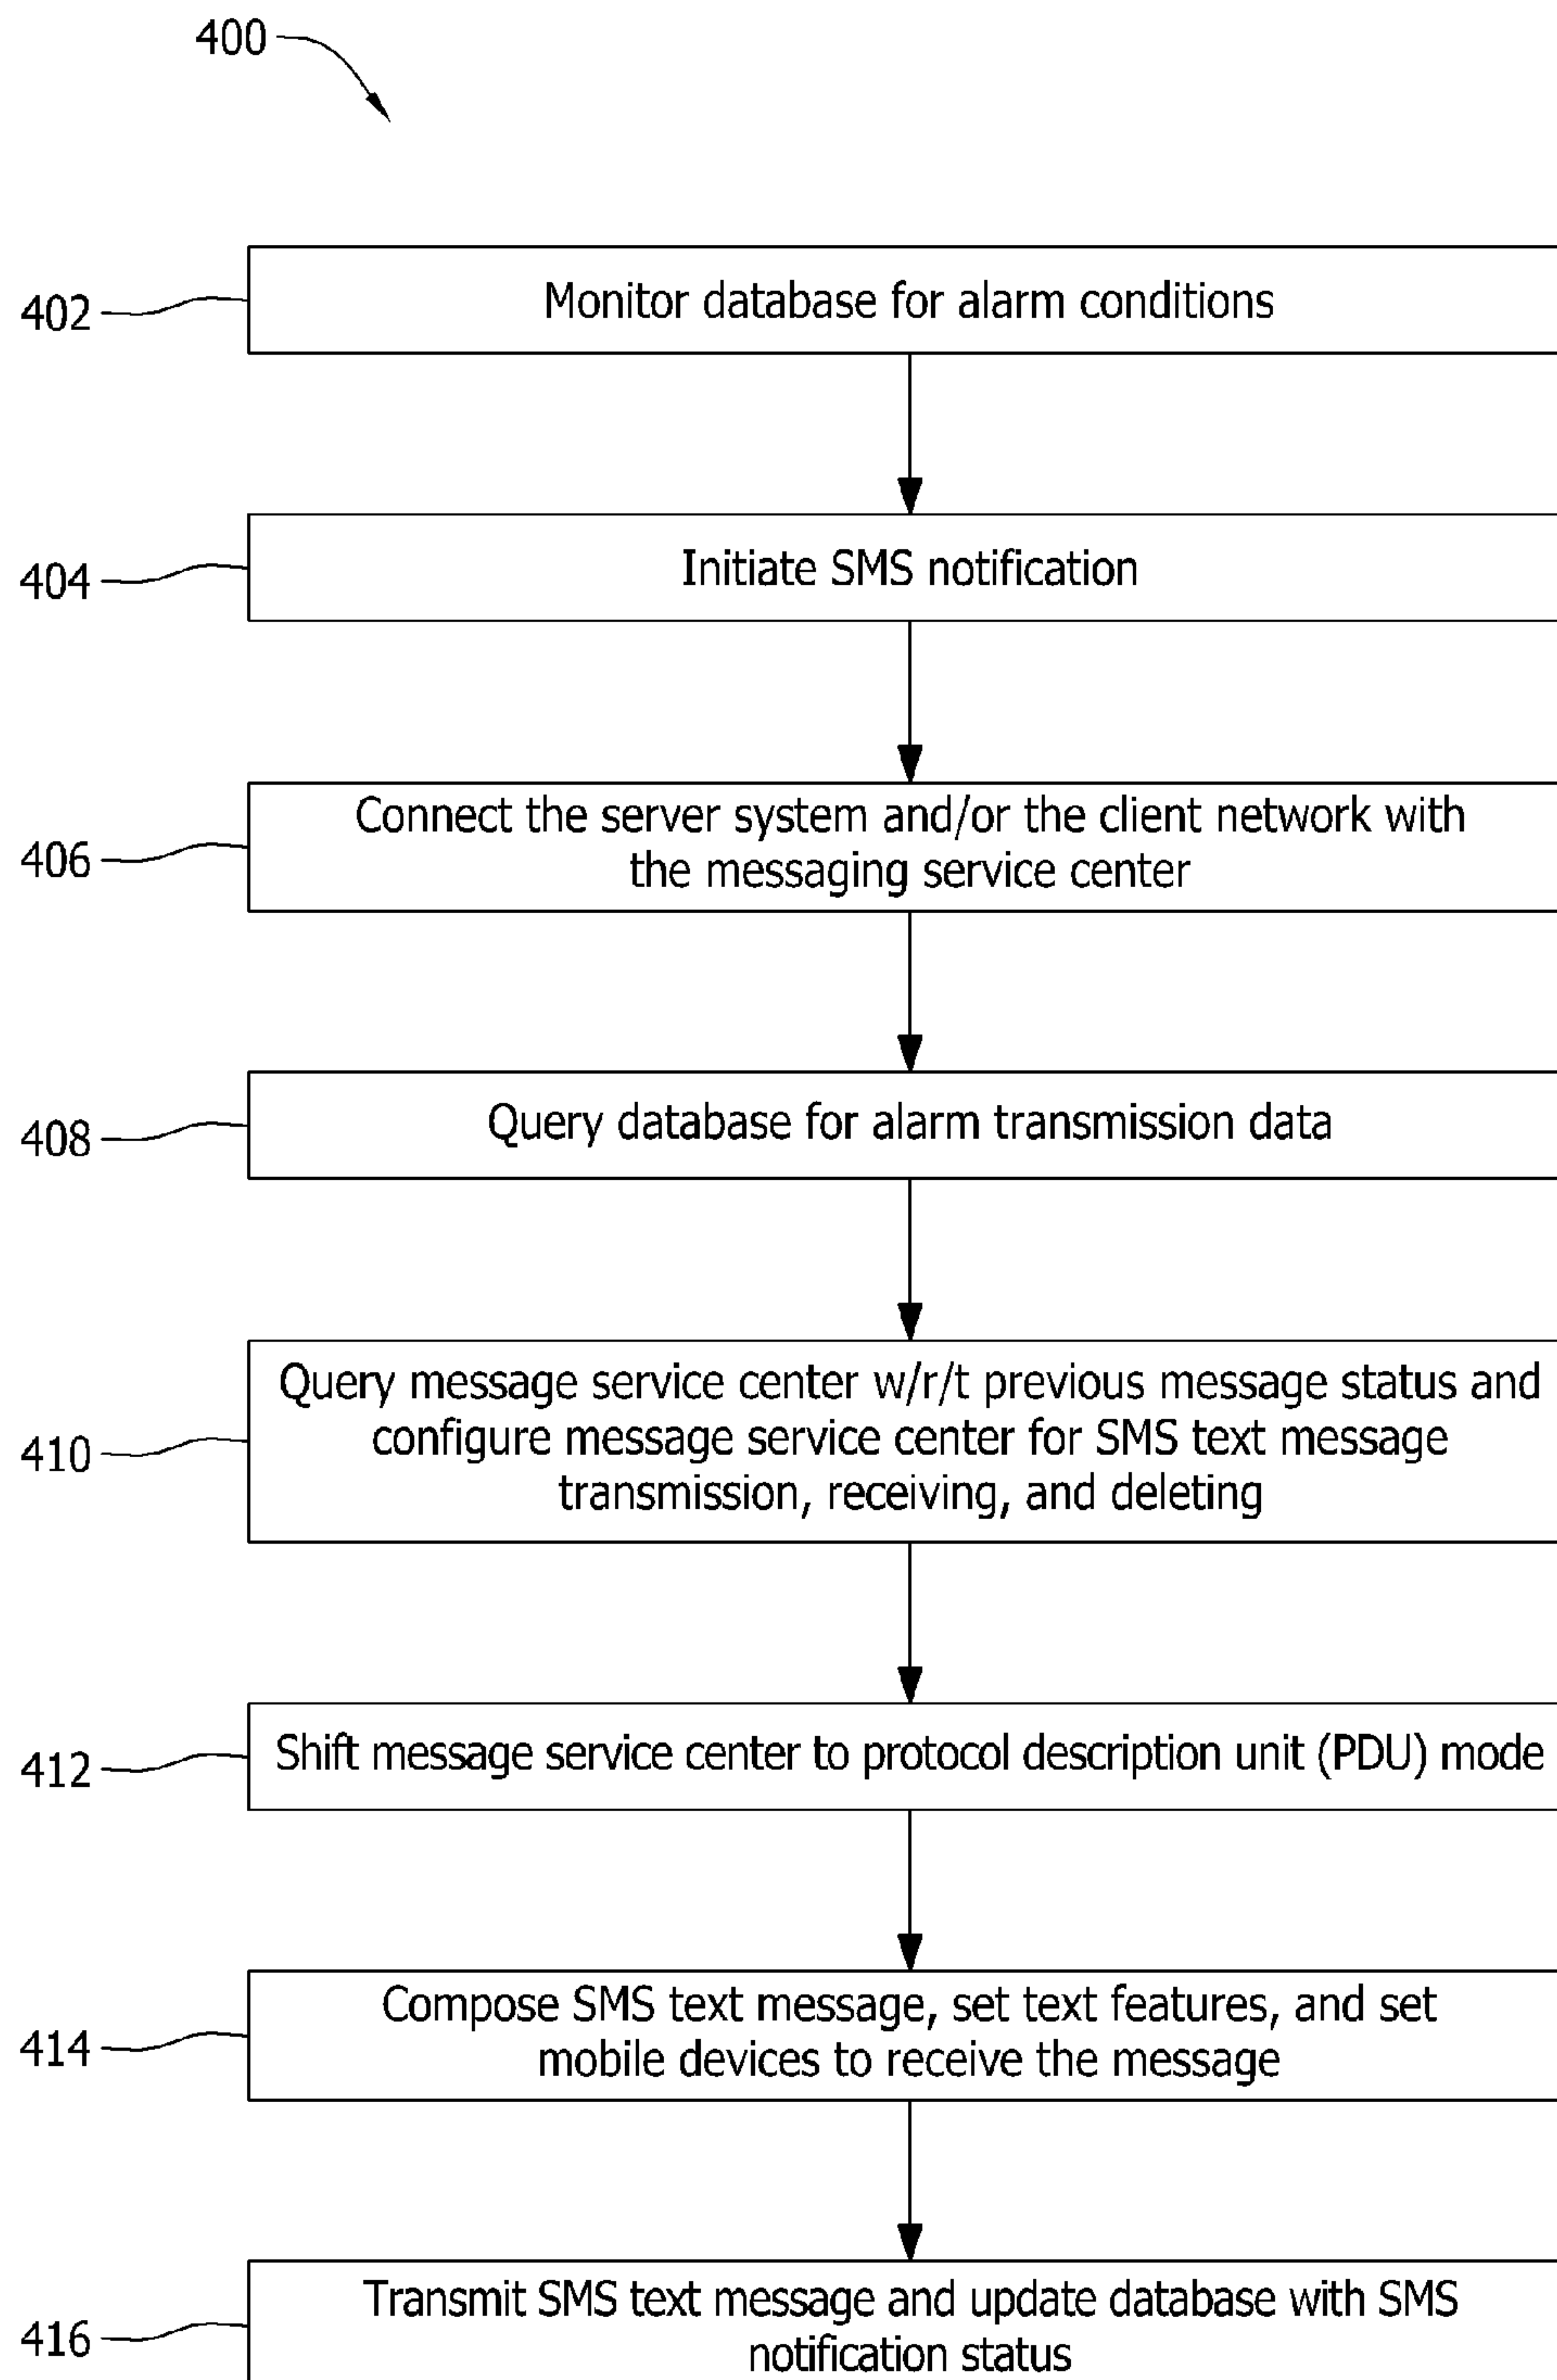 400
402
Monitor database for alarm conditions
404
Initiate SMS notification
406
Connect the server system and/or the client network with
the messaging service center
408
Query database for alarm transmission data
410
Query message service center w/r/t previous message status and
configure message service center for SMS text message
transmission, receiving, and deleting
412
Shift message service center to protocol description unit (PDU) mode
414
Compose SMS text message, set text features, and set
mobile devices to receive the message
416
Transmit SMS text message and update database with SMS
notification status